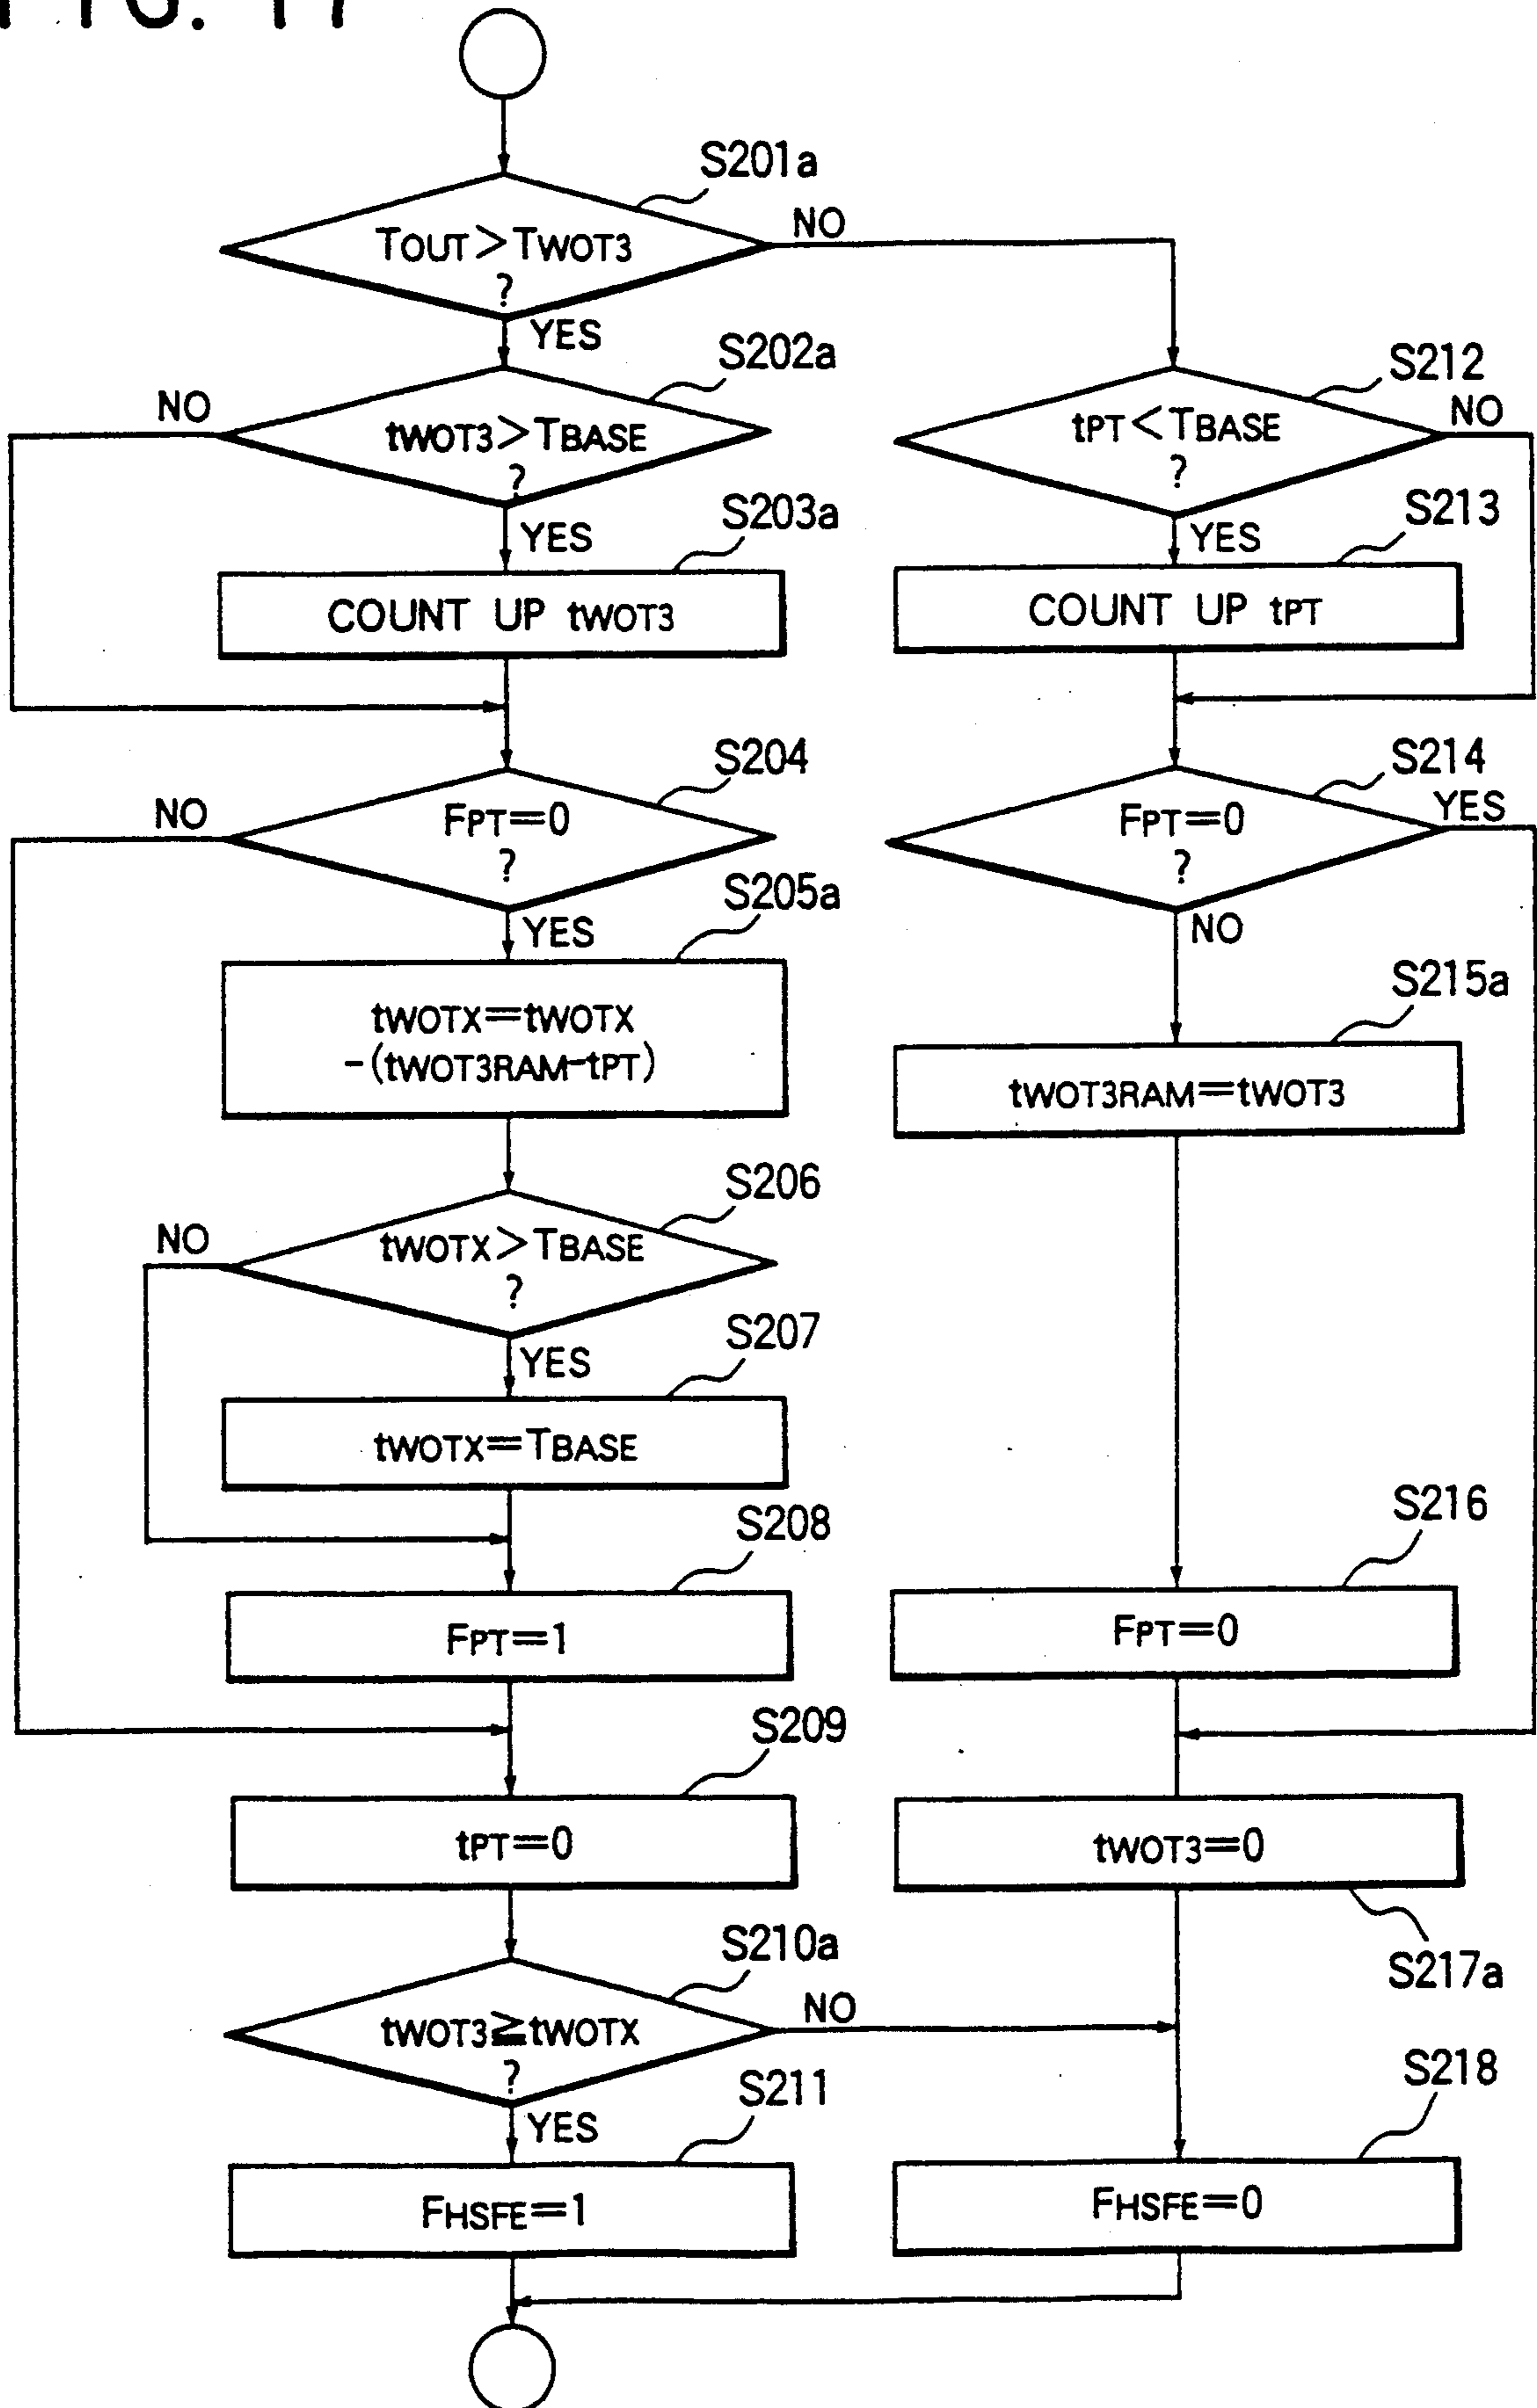 FIG. 17
S201a
TOUT>TWOT3
?
NO
YES
S202a
tWOT3>TBASE
?
NO
YES
S203a
COUNT UP tWOT3
S204
FPT=0
?
NO
YES
S205a
tWOTX=tWOTX
-(tWOT3RAM-tPT)
S206
tWOTX>TBASE
?
NO
YES
S207
tWOTX=TBASE
S208
FPT=1
S209
tPT=0
S210a
tWOT3≧tWOTX
?
NO
YES
S211
FHSFE=1
S212
tPT<TBASE
?
NO
YES
S213
COUNT UP tPT
S214
FPT=0
?
YES
NO
S215a
tWOT3RAM=tWOT3
S216
FPT=0
tWOT3=0
S217a
S218
FHSFE=0